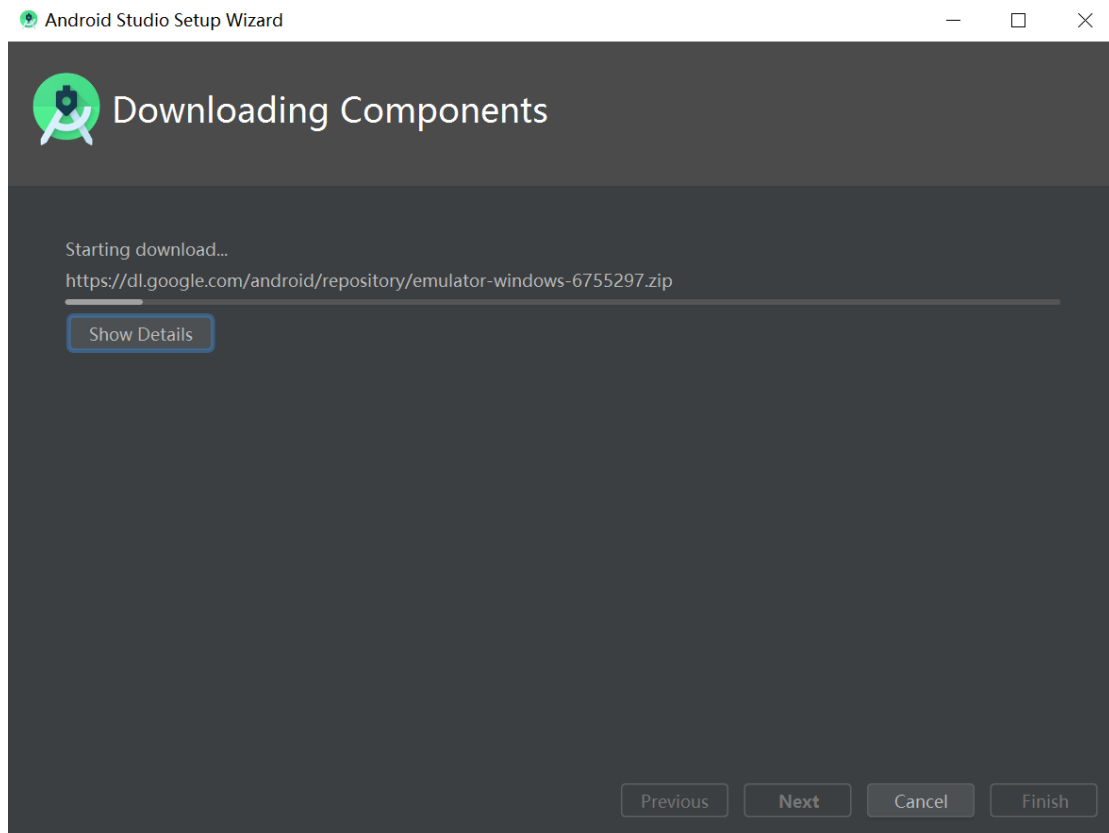 Android Studio Setup Wizard
Downloading Components
Starting download...
https://dl.google.com/android/repository/emulator-windows-6755297.zip
Show Details
Previous Next Cancel Finish